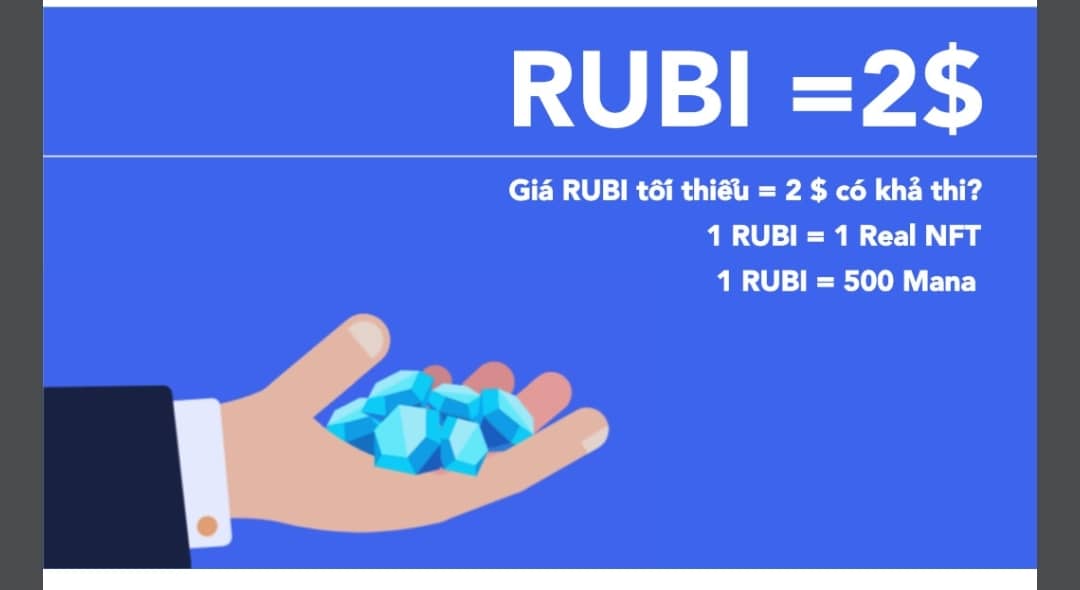 RUBI =2$
Giá RUBI tối thiểu = 2 $ có khả thi?
1 RUBI = 1 Real NFT
1 RUBI = 500 Mana